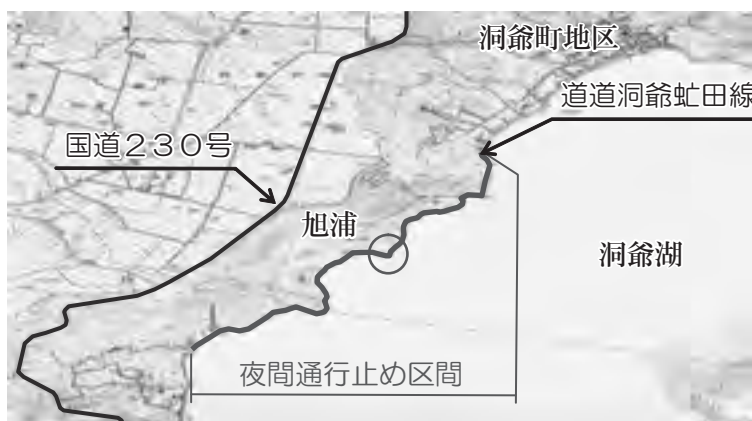 洞爺町地区
道道洞爺虻田線
国道２３０号
旭浦
洞爺湖
夜間通行止め区間